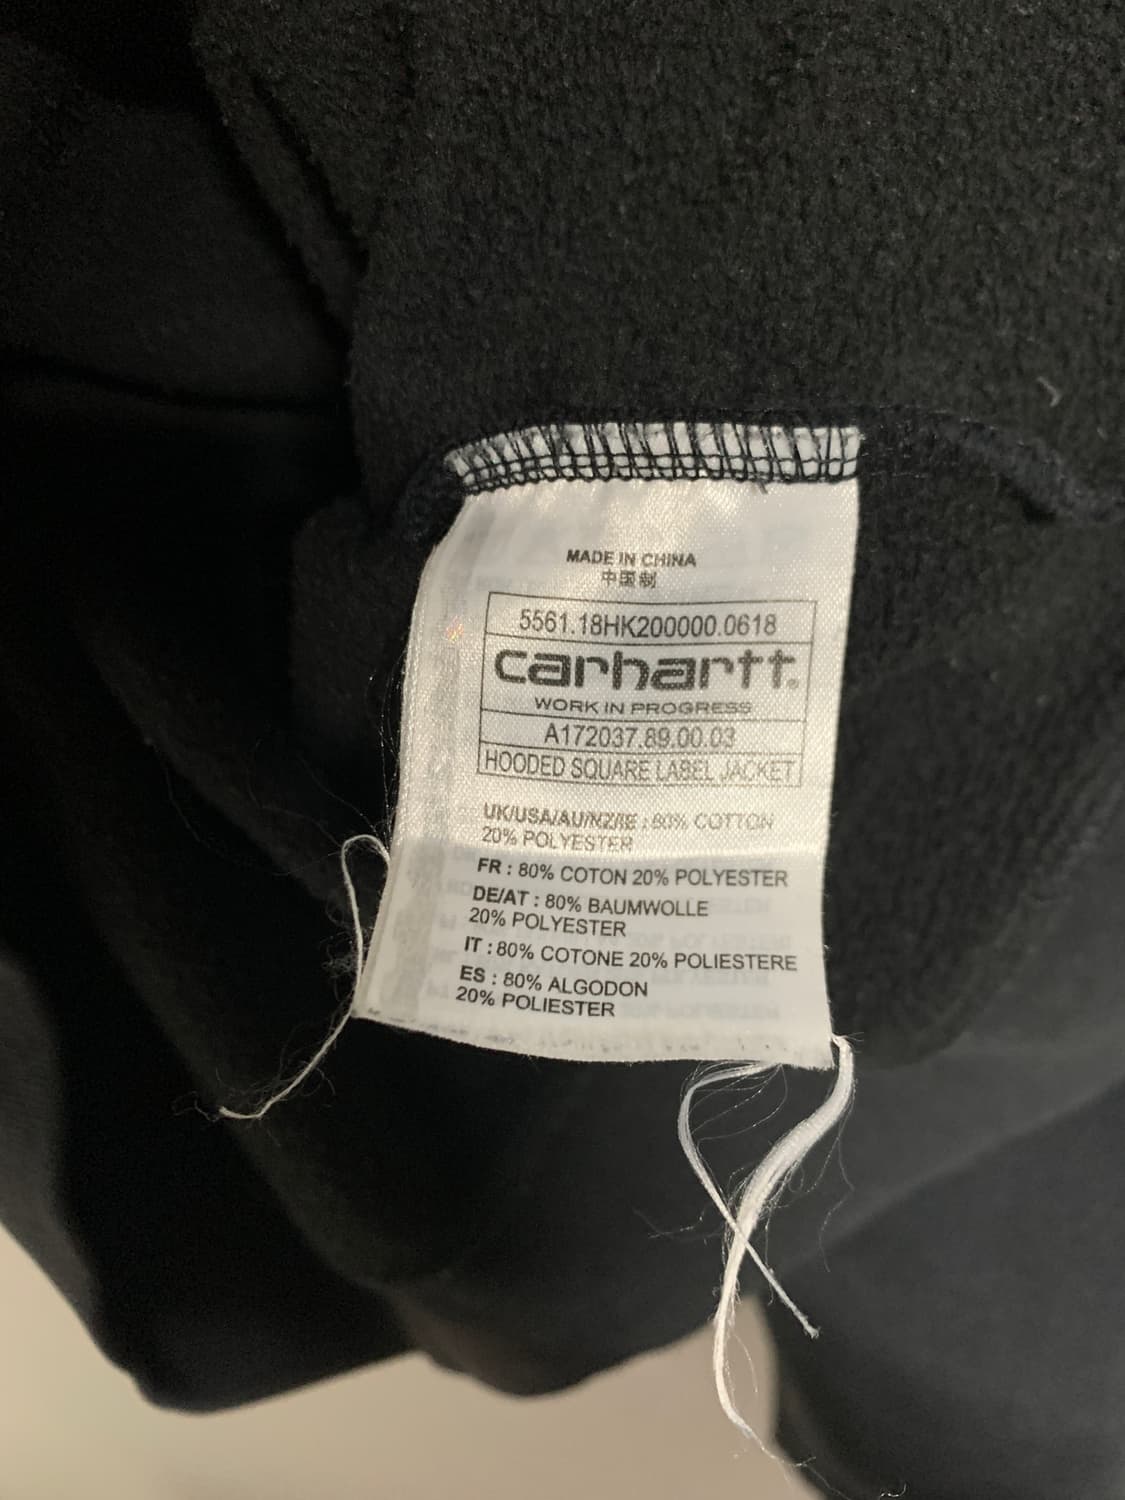 MADE IN CHINA
中国制
5561.18HK200000.0618
carhartt.
WORK IN PROGRESS
A172037.89.00.03
HOODED SQUARE LABEL JACKET
UK/USA/AU/NZ/IE : 80% COTTON
20% POLYESTER
FR : 80% COTON 20% POLYESTER
DE/AT : 80% BAUMWOLLE
20% POLYESTER
IT : 80% COTONE 20% POLIESTERE
ES : 80% ALGODON
20% POLIESTER